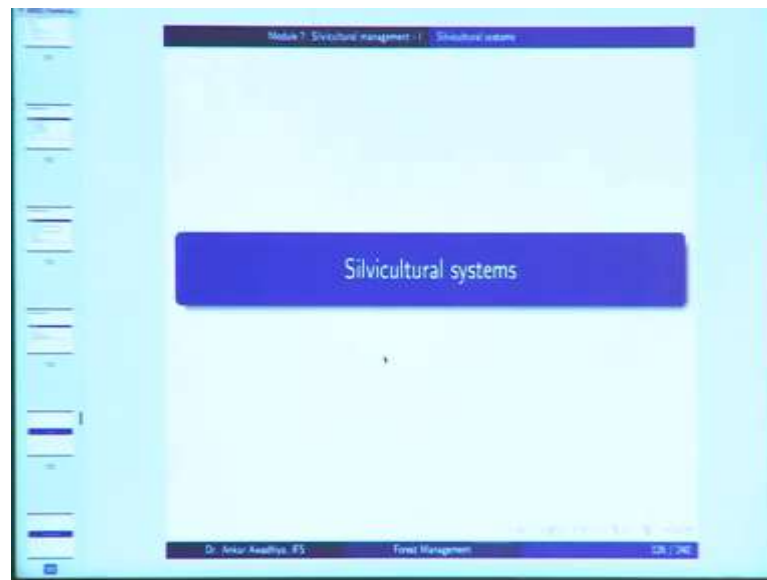 Module 7: Silvicultural management - I Silvicultural systems
Silvicultural systems
Dr. Ankur Awadhiya, IFS Forest Management